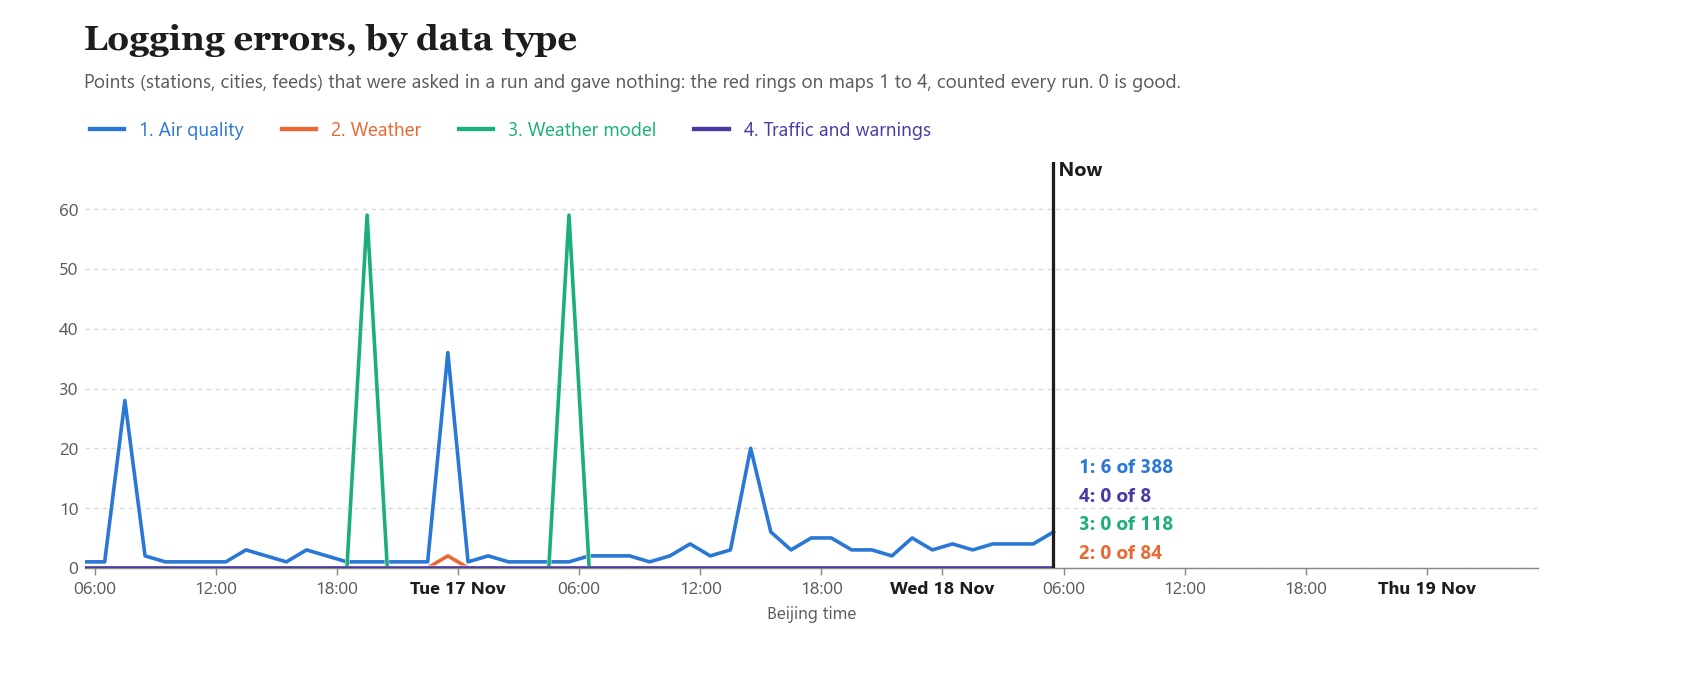 Logging errors, by data type
Points (stations, cities, feeds) that were asked in a run and gave nothing: the red rings on maps 1 to 4, counted every run. 0 is good.
1. Air quality 2. Weather 3. Weather model 4. Traffic and warnings
Now
60
50
40
30
20
10
0
1: 6 of 388
4: 0 of 8
3: 0 of 118
2: 0 of 84
06:00 12:00 18:00 Tue 17 Nov 06:00 12:00 18:00 Wed 18 Nov 06:00 12:00 18:00 Thu 19 Nov
Beijing time